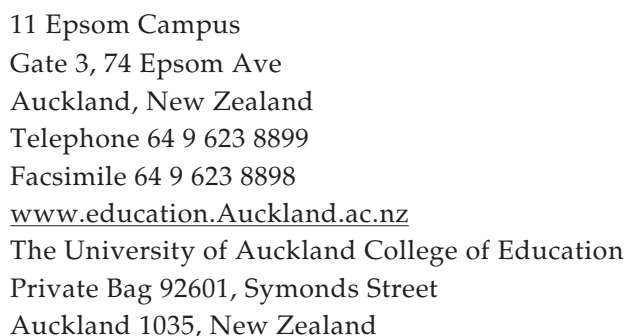 11 Epsom Campus
Gate 3, 74 Epsom Ave
Auckland, New Zealand
Telephone 64 9 623 8899
Facsimile 64 9 623 8898
www.education.Auckland.ac.nz
The University of Auckland College of Education
Private Bag 92601, Symonds Street
Auckland 1035, New Zealand